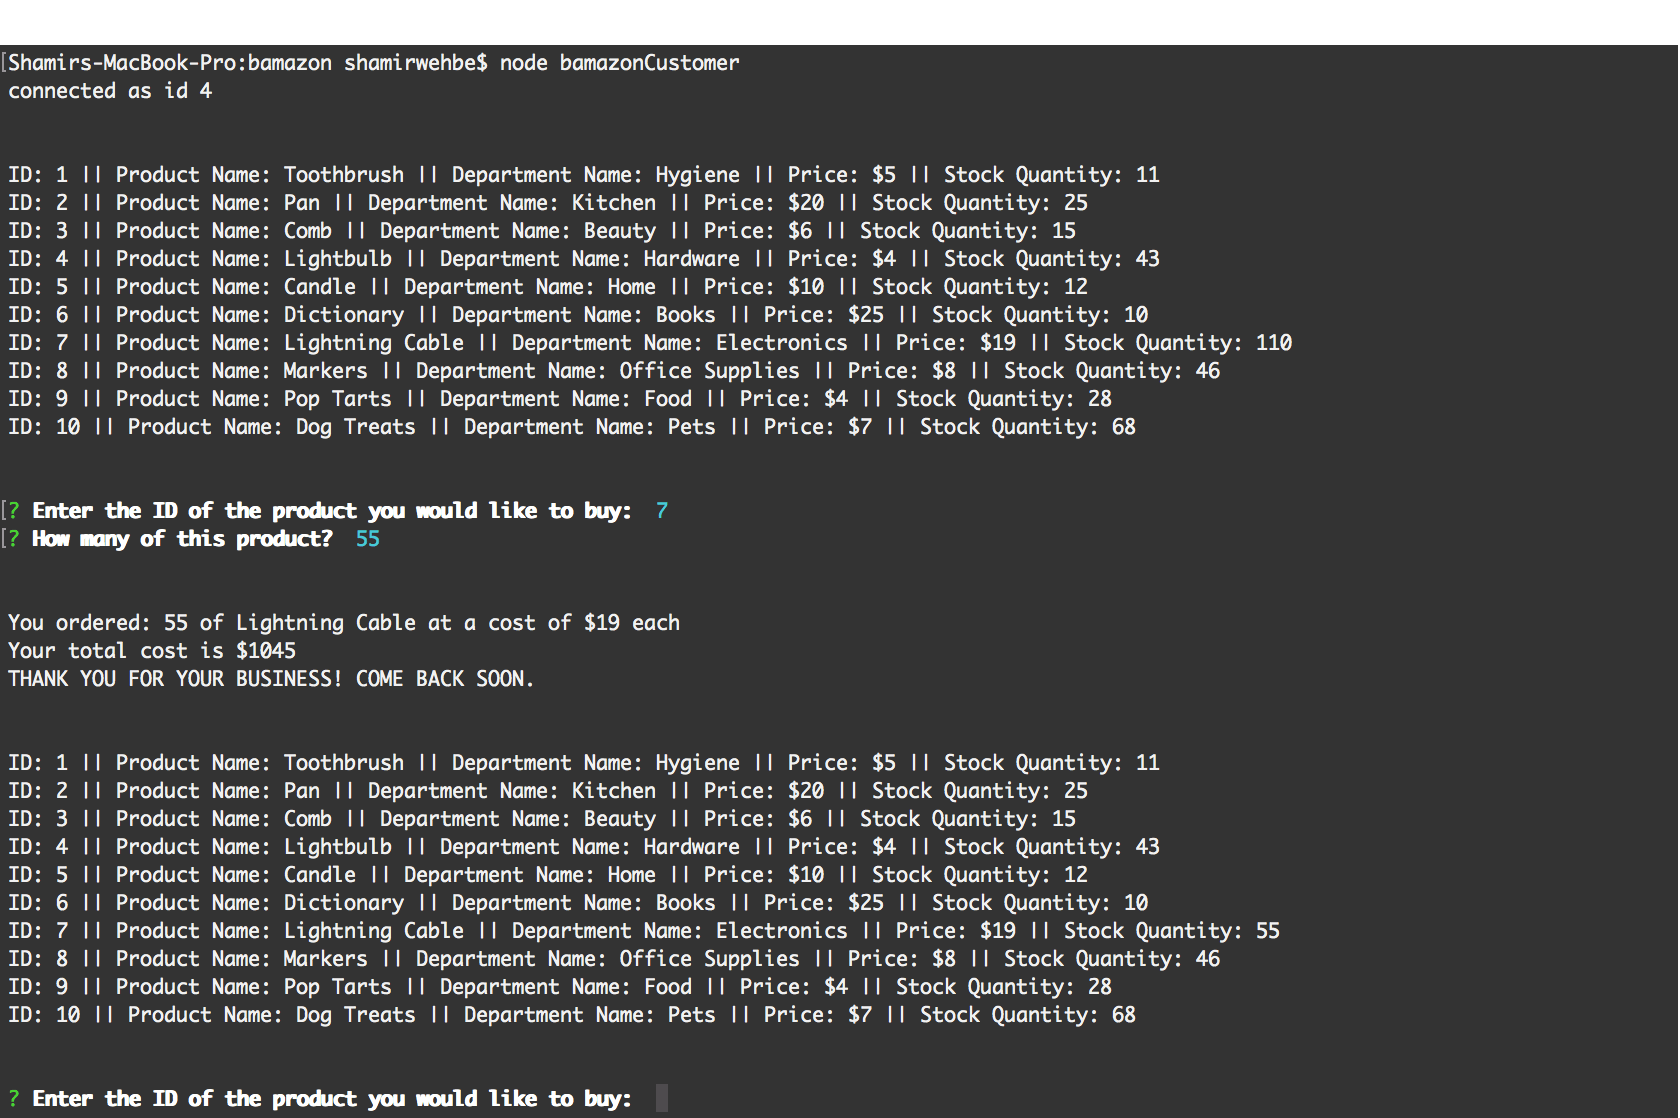 [Shamirs-MacBook-Pro:bamazon shamirwehbe$ node bamazonCustomer
connected as id 4
ID: 1 || Product Name: Toothbrush || Department Name: Hygiene || Price: $5 || Stock Quantity: 11
ID: 2 || Product Name: Pan || Department Name: Kitchen || Price: $20 || Stock Quantity: 25
ID: 3 || Product Name: Comb || Department Name: Beauty || Price: $6 || Stock Quantity: 15
ID: 4 || Product Name: Lightbulb || Department Name: Hardware || Price: $4 || Stock Quantity: 43
ID: 5 || Product Name: Candle || Department Name: Home || Price: $10 || Stock Quantity: 12
ID: 6 || Product Name: Dictionary || Department Name: Books || Price: $25 || Stock Quantity: 10
ID: 7 || Product Name: Lightning Cable || Department Name: Electronics || Price: $19 || Stock Quantity: 110
ID: 8 || Product Name: Markers || Department Name: Office Supplies || Price: $8 || Stock Quantity: 46
ID: 9 || Product Name: Pop Tarts || Department Name: Food || Price: $4 || Stock Quantity: 28
ID: 10 || Product Name: Dog Treats || Department Name: Pets || Price: $7 || Stock Quantity: 68
[? Enter the ID of the product you would like to buy: 7
[? How many of this product? 55
You ordered: 55 of Lightning Cable at a cost of $19 each
Your total cost is $1045
THANK YOU FOR YOUR BUSINESS! COME BACK SOON.
ID: 1 || Product Name: Toothbrush || Department Name: Hygiene || Price: $5 || Stock Quantity: 11
ID: 2 || Product Name: Pan || Department Name: Kitchen || Price: $20 || Stock Quantity: 25
ID: 3 || Product Name: Comb || Department Name: Beauty || Price: $6 || Stock Quantity: 15
ID: 4 || Product Name: Lightbulb || Department Name: Hardware || Price: $4 || Stock Quantity: 43
ID: 5 || Product Name: Candle || Department Name: Home || Price: $10 || Stock Quantity: 12
ID: 6 || Product Name: Dictionary || Department Name: Books || Price: $25 || Stock Quantity: 10
ID: 7 || Product Name: Lightning Cable || Department Name: Electronics || Price: $19 || Stock Quantity: 55
ID: 8 || Product Name: Markers || Department Name: Office Supplies || Price: $8 || Stock Quantity: 46
ID: 9 || Product Name: Pop Tarts || Department Name: Food || Price: $4 || Stock Quantity: 28
ID: 10 || Product Name: Dog Treats || Department Name: Pets || Price: $7 || Stock Quantity: 68
? Enter the ID of the product you would like to buy: